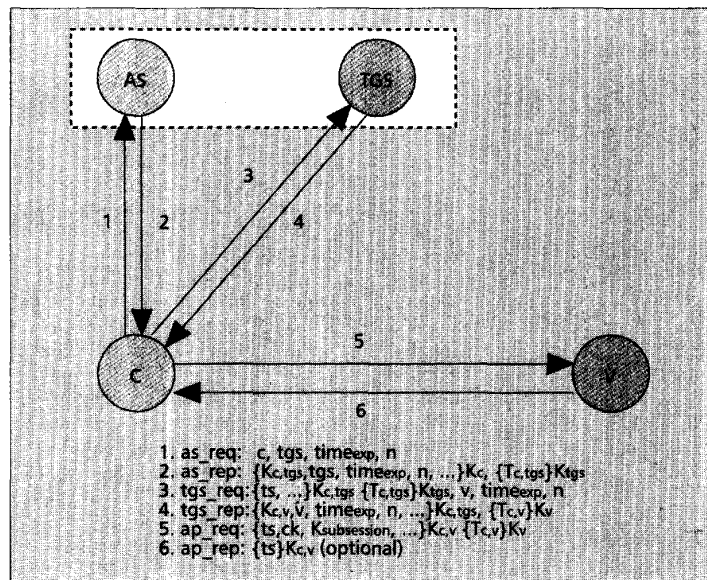 AS
TGS
3
1
2
4
5
C
V
6
1. as_req: c, tgs, timeexp, n
2. as_rep: {Kc,tgs,tgs, timeexp, n, ...}Kc, {Tc,tgs}Ktgs
3. tgs_req:{ts, ...}Kc,tgs {Tc,tgs}Ktgs, v, timeexp, n
4. tgs_rep:{Kc,v,v, timeexp, n, ...}Kc,tgs, {Tc,v}Kv
5. ap_req: {ts,ck, Ksubsession, ...}Kc,v {Tc,v}Kv
6. ap_rep: {ts}Kc,v (optional)